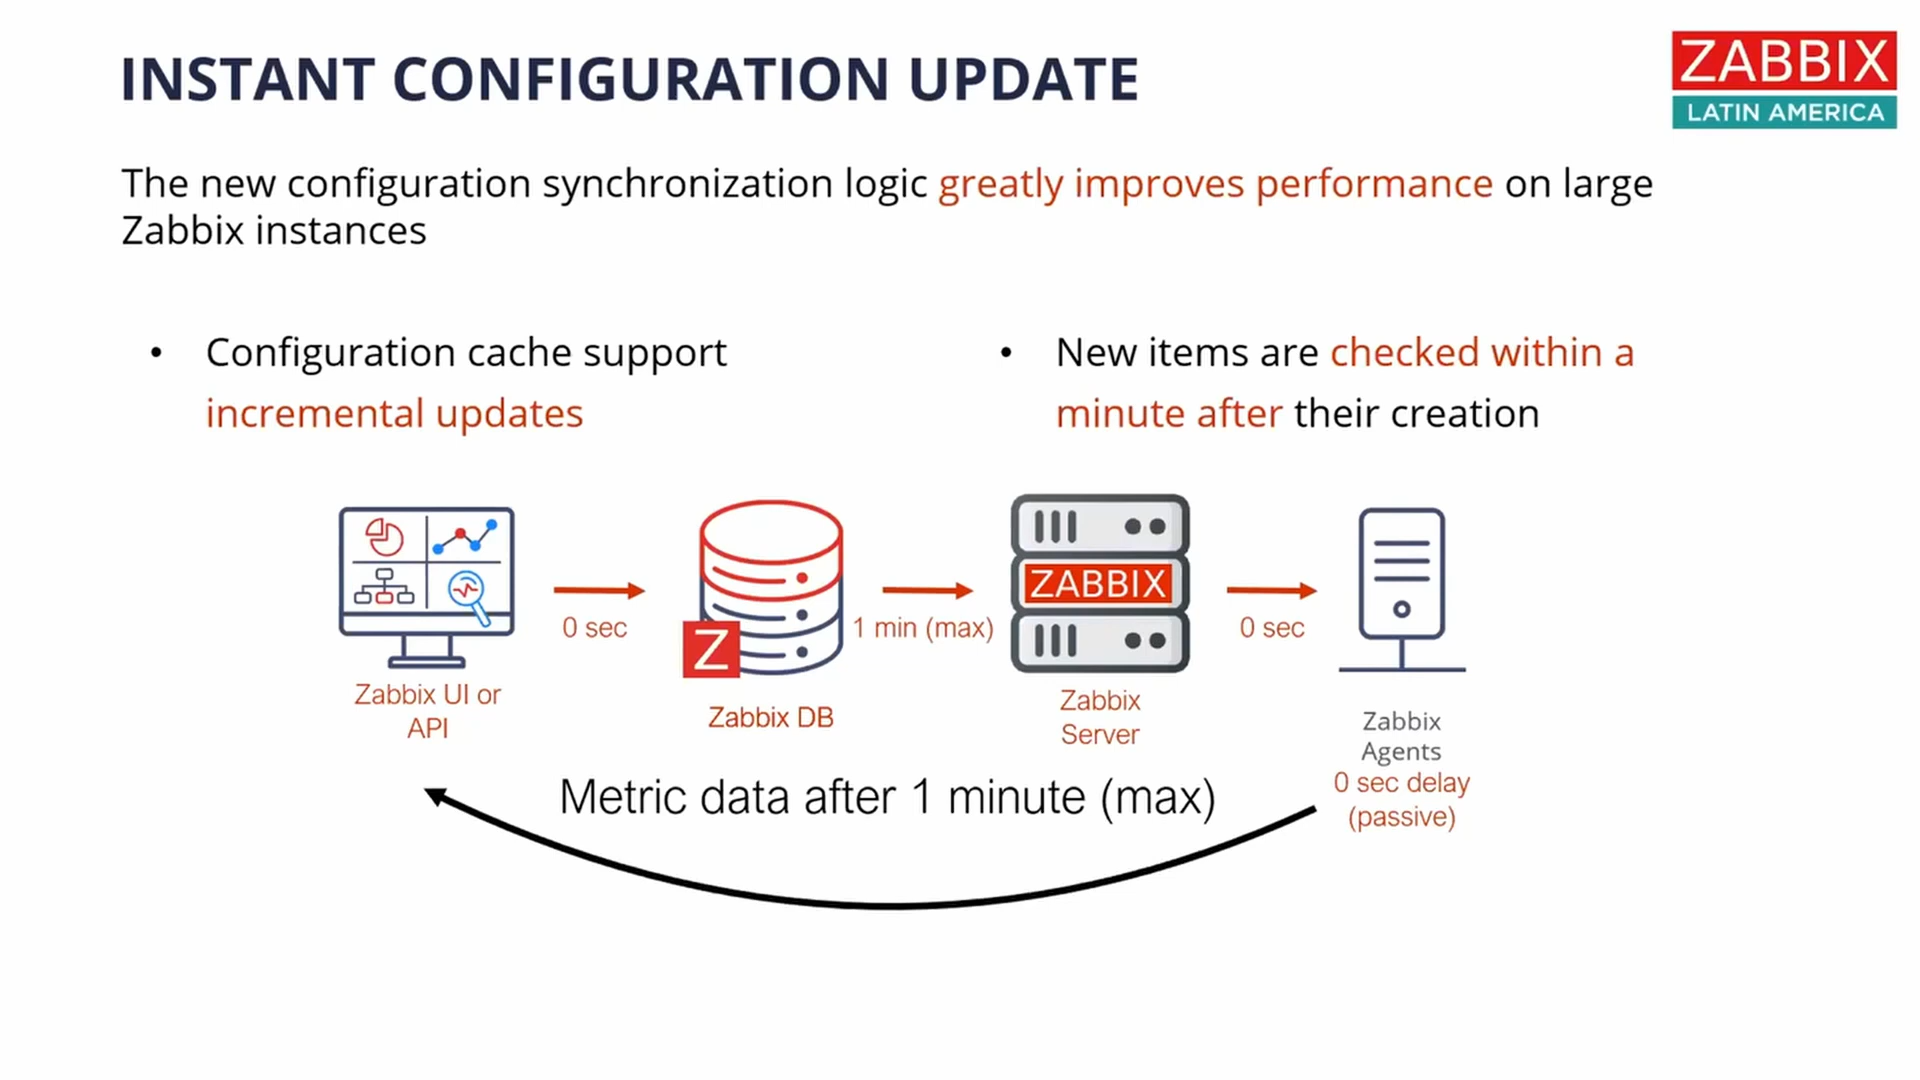 INSTANT CONFIGURATION UPDATE
ZABBIX
LATIN AMERICA
The new configuration synchronization logic greatly improves performance on large
Zabbix instances
• Configuration cache support
incremental updates
• New items are checked within a
minute after their creation
0 sec
Z
1 min (max)
ZABBIX
0 sec
Zabbix UI or
API
Zabbix DB
Zabbix
Server
Zabbix
Agents
0 sec delay
(passive)
Metric data after 1 minute (max)